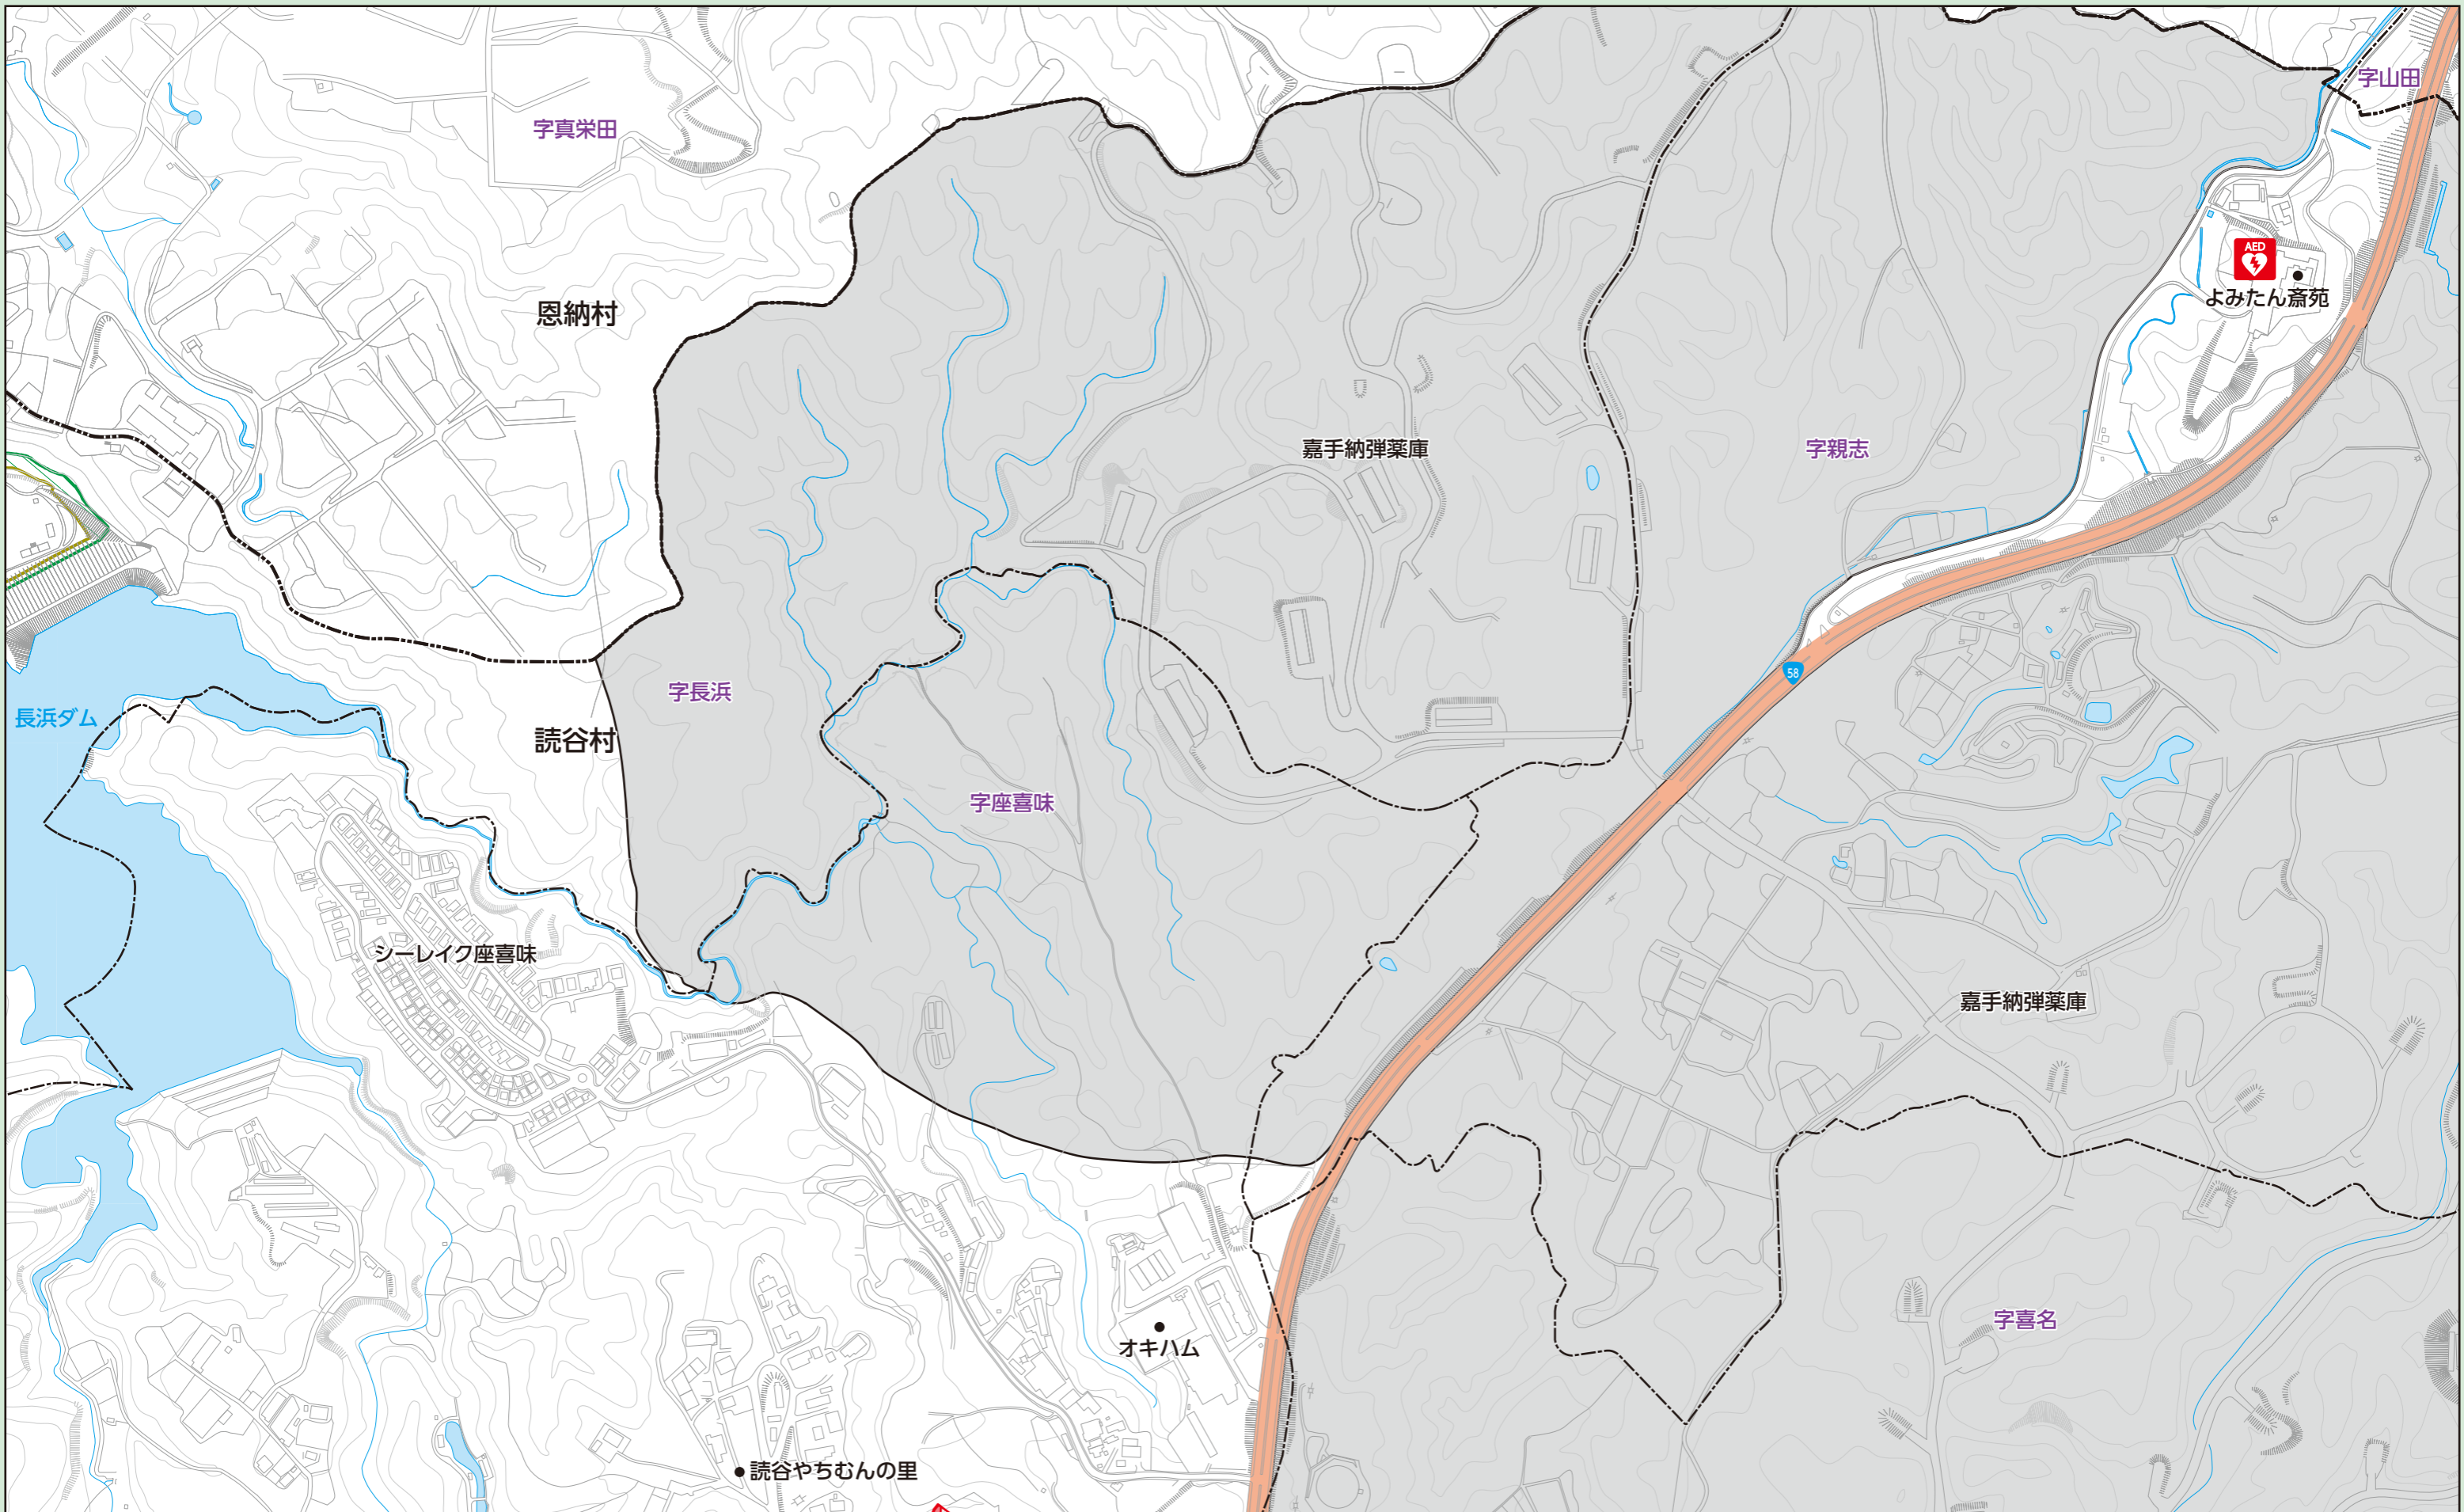 字山田
字真栄田
AED
よみたん斎苑
恩納村
嘉手納弾薬庫
字親志
58
字長浜
長浜ダム
読谷村
字座喜味
シーレイク座喜味
嘉手納弾薬庫
字喜名
オキハム
読谷やちむんの里